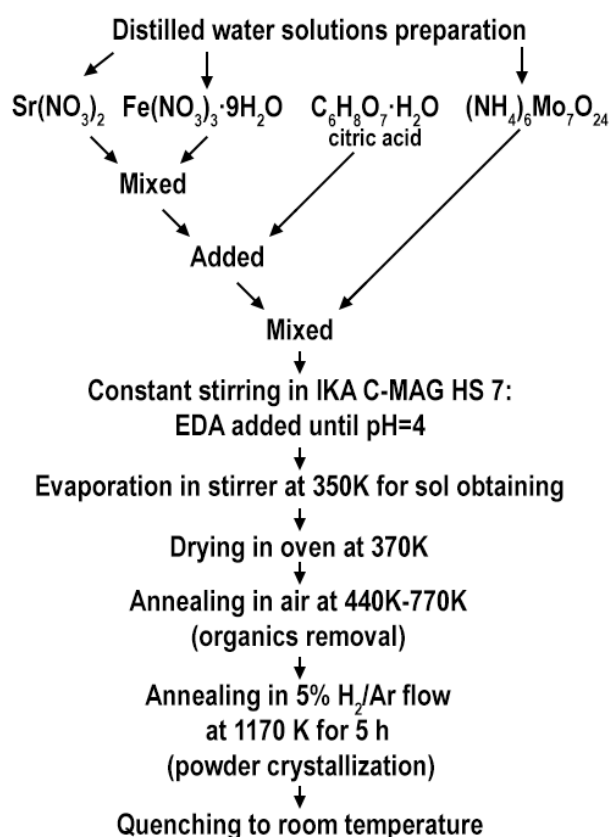 Distilled water solutions preparation
Sr(NO₃)₂ Fe(NO₃)₃·9H₂O C₆H₈O₇·H₂O (NH₄)₆Mo₇O₂₄
citric acid
Mixed
Added
Mixed
Constant stirring in IKA C-MAG HS 7:
EDA added until pH=4
Evaporation in stirrer at 350K for sol obtaining
Drying in oven at 370K
Annealing in air at 440K-770K
(organics removal)
Annealing in 5% H₂/Ar flow
at 1170 K for 5 h
(powder crystallization)
Quenching to room temperature